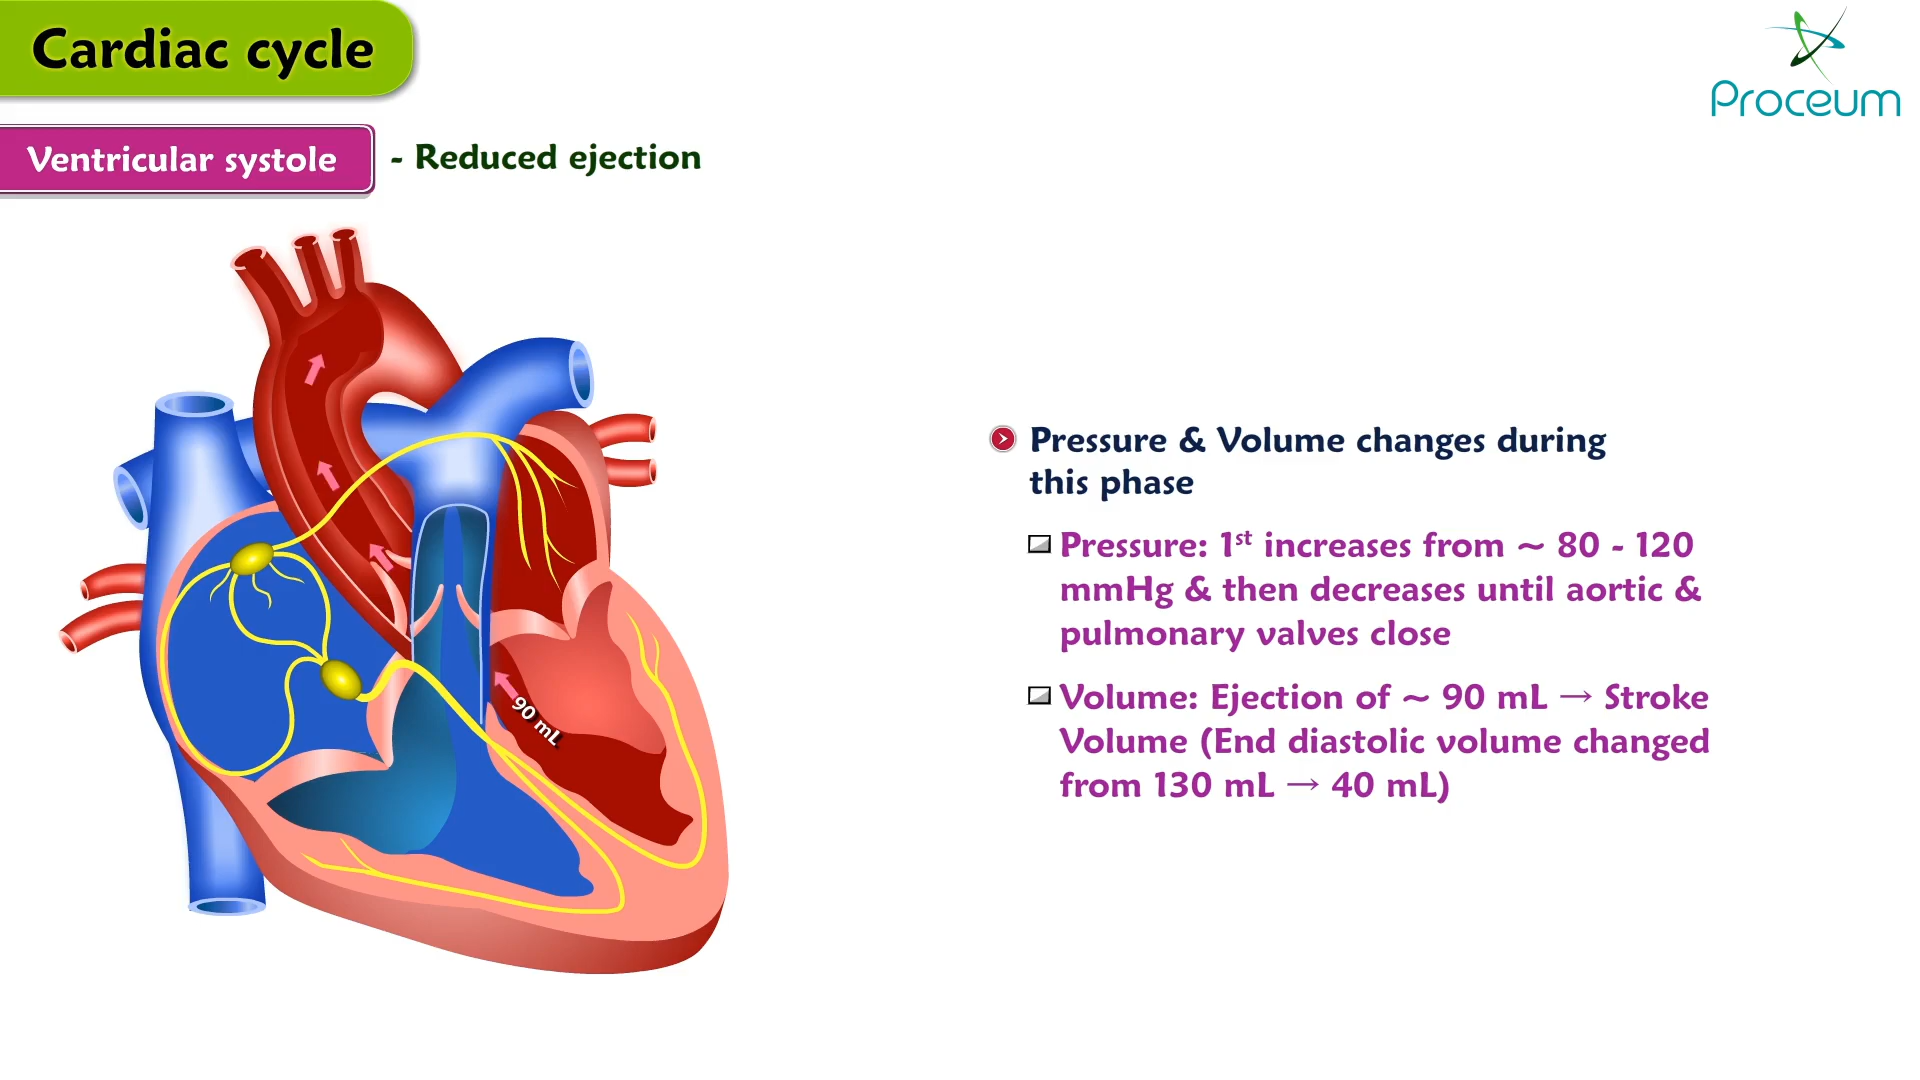 Cardiac cycle
Proceum
Ventricular systole - Reduced ejection
Pressure & Volume changes during
this phase
Pressure: 1st increases from ~ 80 - 120
mmHg & then decreases until aortic &
pulmonary valves close
90 mL
Volume: Ejection of ~ 90 mL → Stroke
Volume (End diastolic volume changed
from 130 mL → 40 mL)